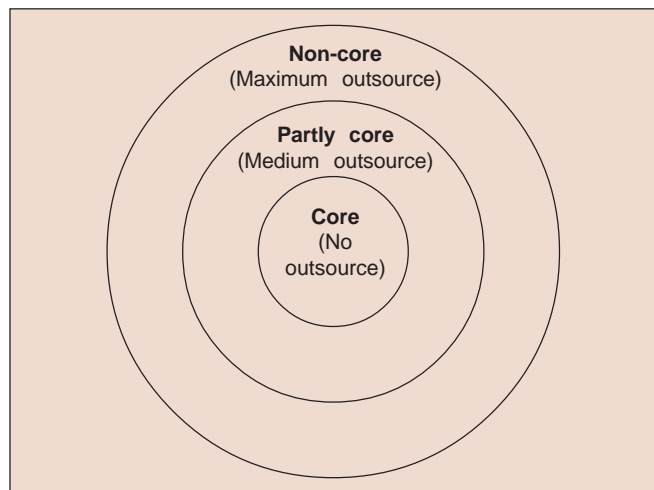 Non-core
(Maximum outsource)
Partly core
(Medium outsource)
Core
(No
outsource)